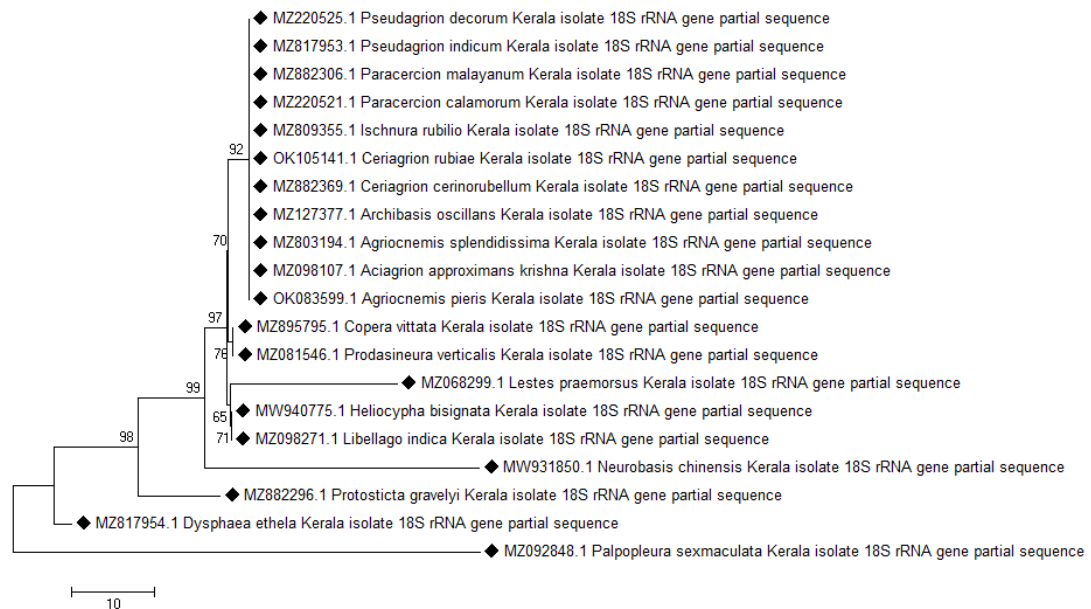 MZ220525.1 Pseudagrion decorum Kerala isolate 18S rRNA gene partial sequence
MZ817953.1 Pseudagrion indicum Kerala isolate 18S rRNA gene partial sequence
MZ882306.1 Paracercion malayanum Kerala isolate 18S rRNA gene partial sequence
MZ220521.1 Paracercion calamorum Kerala isolate 18S rRNA gene partial sequence
MZ809355.1 Ischnura rubilio Kerala isolate 18S rRNA gene partial sequence
92
OK105141.1 Ceriagrion rubiae Kerala isolate 18S rRNA gene partial sequence
MZ882369.1 Ceriagrion cerinorubellum Kerala isolate 18S rRNA gene partial sequence
MZ127377.1 Archibasis oscillans Kerala isolate 18S rRNA gene partial sequence
70
MZ803194.1 Agriocnemis splendidissima Kerala isolate 18S rRNA gene partial sequence
MZ098107.1 Aciagrion approximans krishna Kerala isolate 18S rRNA gene partial sequence
OK083599.1 Agriocnemis pieris Kerala isolate 18S rRNA gene partial sequence
97
MZ895795.1 Copera vittata Kerala isolate 18S rRNA gene partial sequence
76
MZ081546.1 Prodasineura verticalis Kerala isolate 18S rRNA gene partial sequence
99
MZ068299.1 Lestes praemorsus Kerala isolate 18S rRNA gene partial sequence
65
MW940775.1 Heliocypha bisignata Kerala isolate 18S rRNA gene partial sequence
98
71
MZ098271.1 Libellago indica Kerala isolate 18S rRNA gene partial sequence
MW931850.1 Neurobasis chinensis Kerala isolate 18S rRNA gene partial sequence
MZ882296.1 Protosticta gravelyi Kerala isolate 18S rRNA gene partial sequence
MZ817954.1 Dysphaea ethela Kerala isolate 18S rRNA gene partial sequence
MZ092848.1 Palpopleura sexmaculata Kerala isolate 18S rRNA gene partial sequence
10